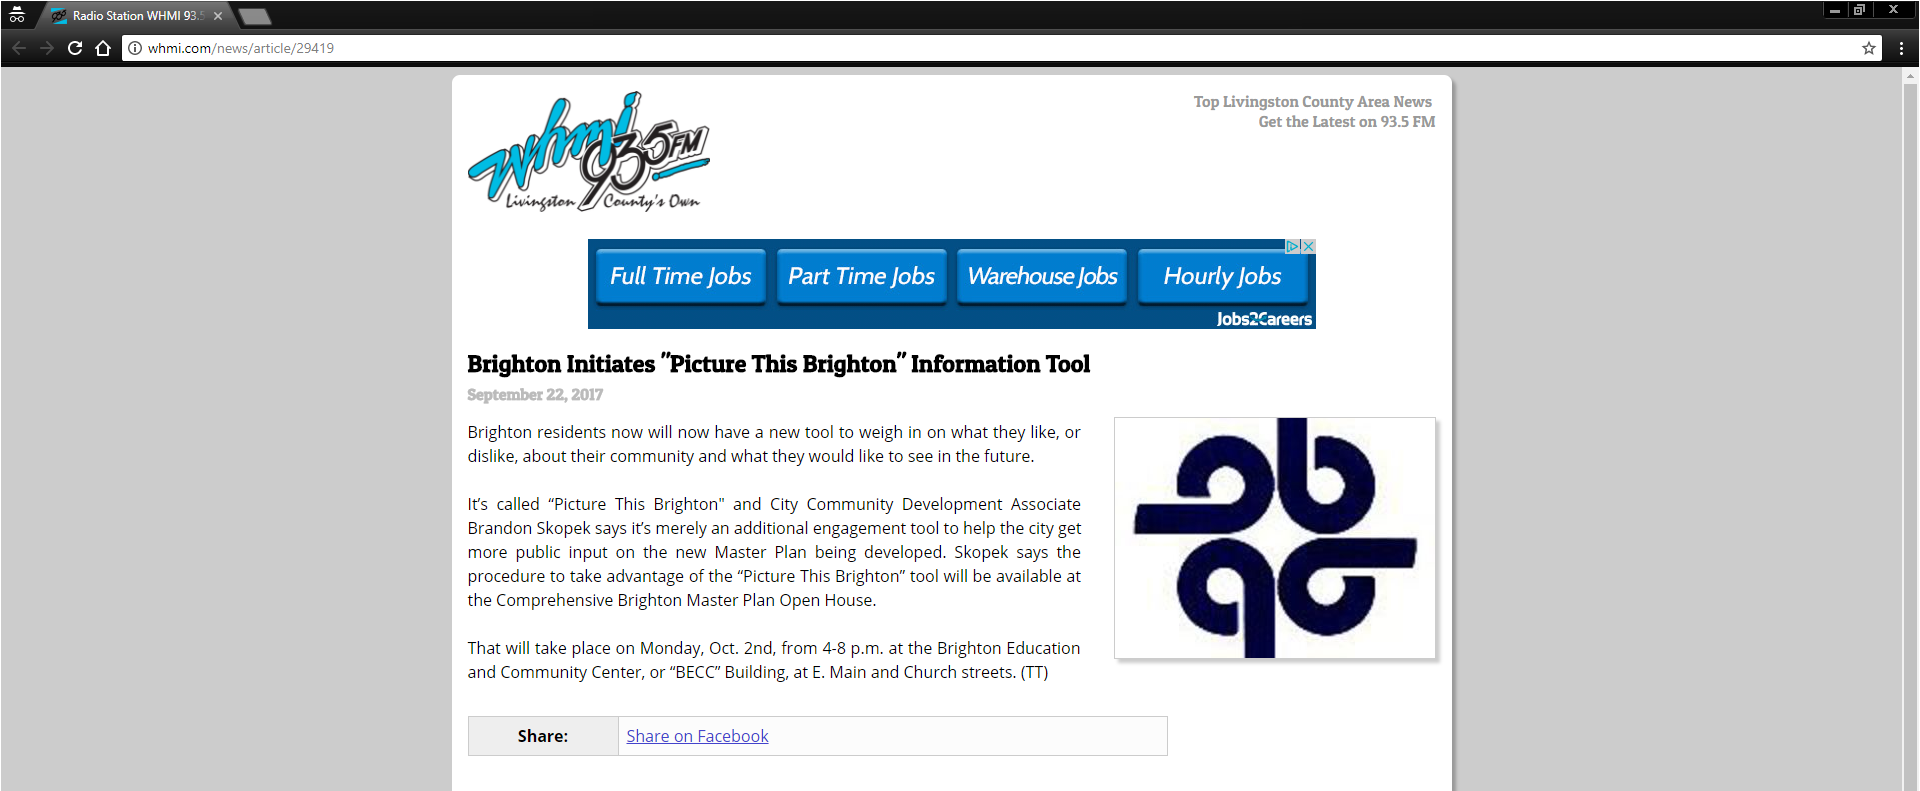 Radio Station WHMI 93.5
whmi.com/news/article/29419
whmi 93.5 FM
Livingston County's Own
Top Livingston County Area News
Get the Latest on 93.5 FM
Full Time Jobs
Part Time Jobs
Warehouse Jobs
Hourly Jobs
Jobs2Careers
Brighton Initiates "Picture This Brighton" Information Tool
September 22, 2017
Brighton residents now will now have a new tool to weigh in on what they like, or
dislike, about their community and what they would like to see in the future.
It’s called “Picture This Brighton" and City Community Development Associate
Brandon Skopek says it’s merely an additional engagement tool to help the city get
more public input on the new Master Plan being developed. Skopek says the
procedure to take advantage of the “Picture This Brighton” tool will be available at
the Comprehensive Brighton Master Plan Open House.
That will take place on Monday, Oct. 2nd, from 4-8 p.m. at the Brighton Education
and Community Center, or “BECC” Building, at E. Main and Church streets. (TT)
Share:
Share on Facebook